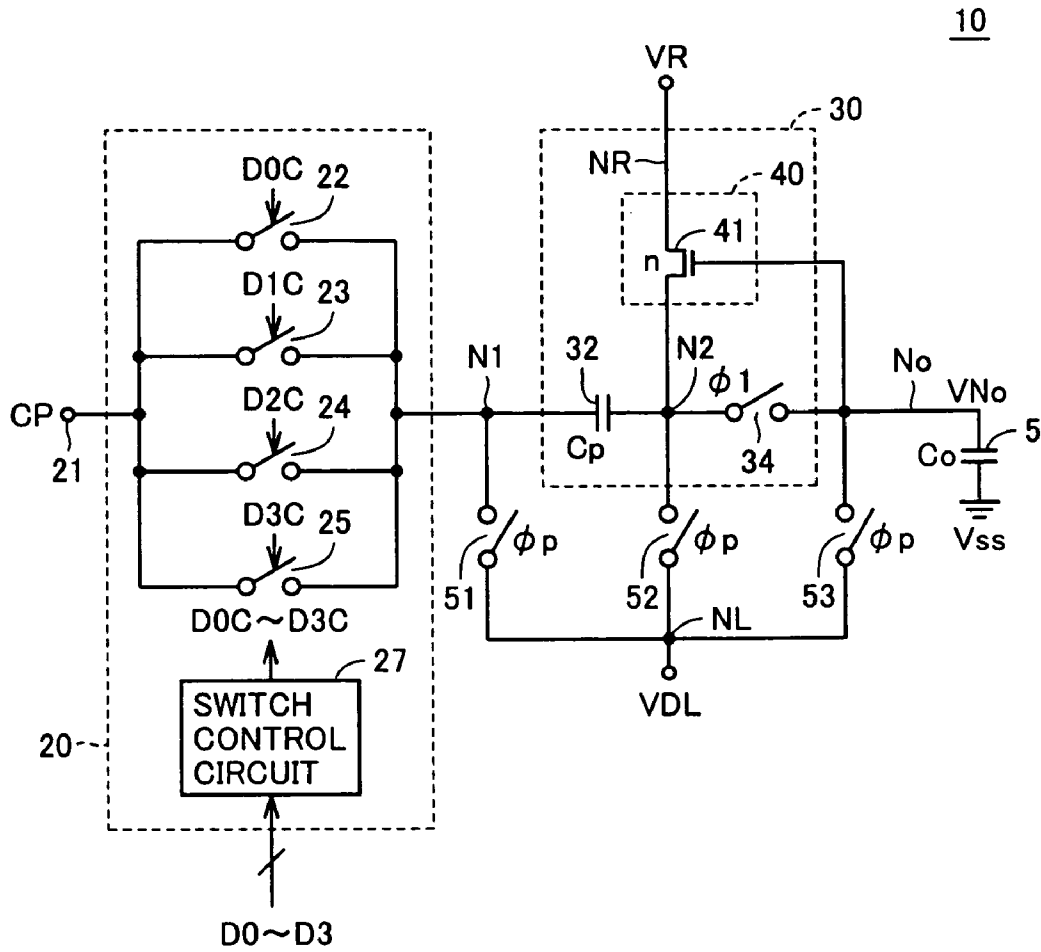 10
VR
30
NR
40
D0C 22
41
n
D1C 23
32
N1
N2
φ1
No
VNo
D2C 24
CP
21
Cp
34
Co
5
D3C 25
φp
φp
φp
Vss
51
52
53
D0C～D3C
NL
27
VDL
SWITCH
CONTROL
CIRCUIT
20
D0～D3